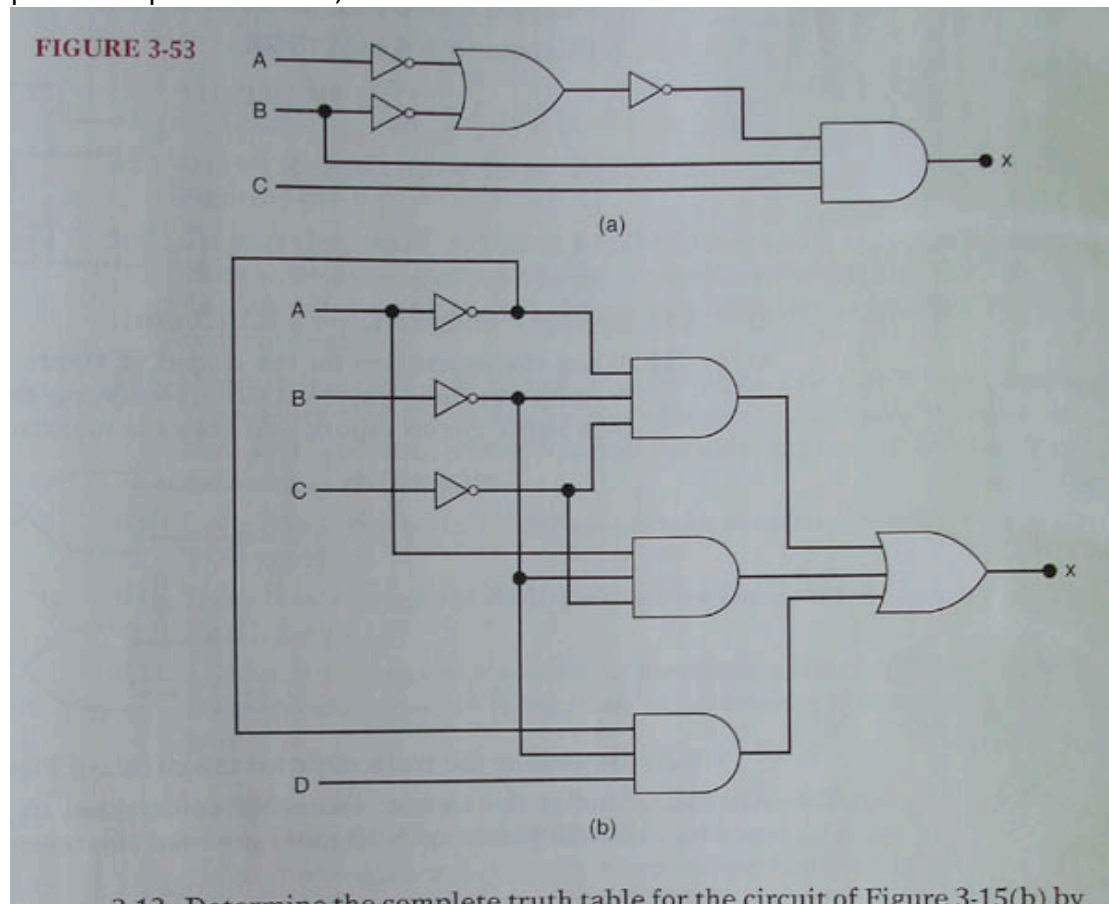 FIGURE 3-53
A
B
C
x
(a)
A
B
C
x
D
(b)
3-13 Determine the complete truth table for the circuit of Figure 3-15(b) by